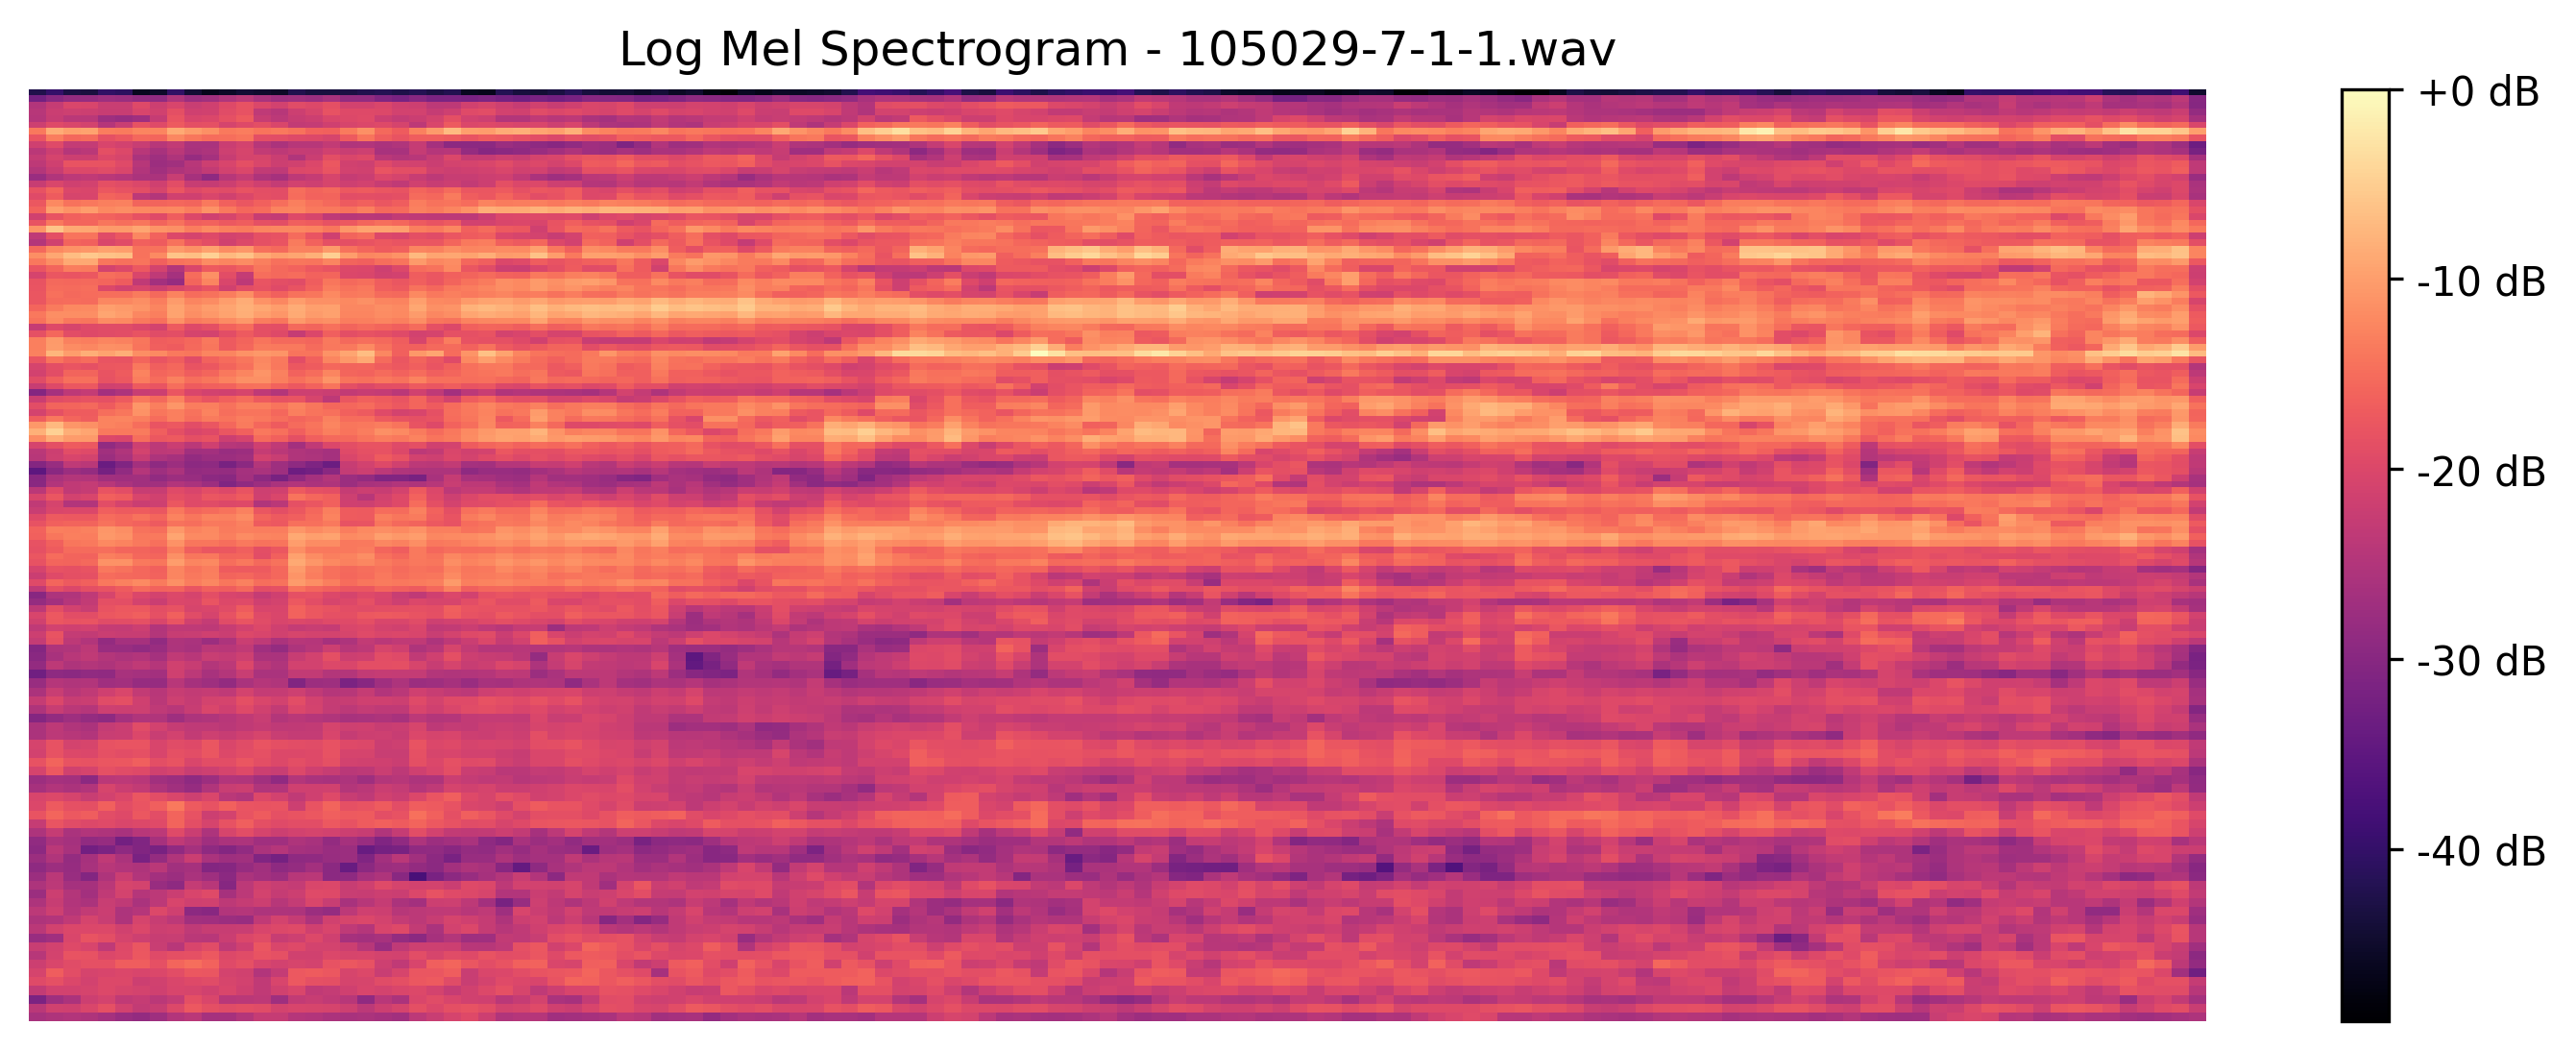 Log Mel Spectrogram - 105029-7-1-1.wav
+0 dB
-10 dB
-20 dB
-30 dB
-40 dB